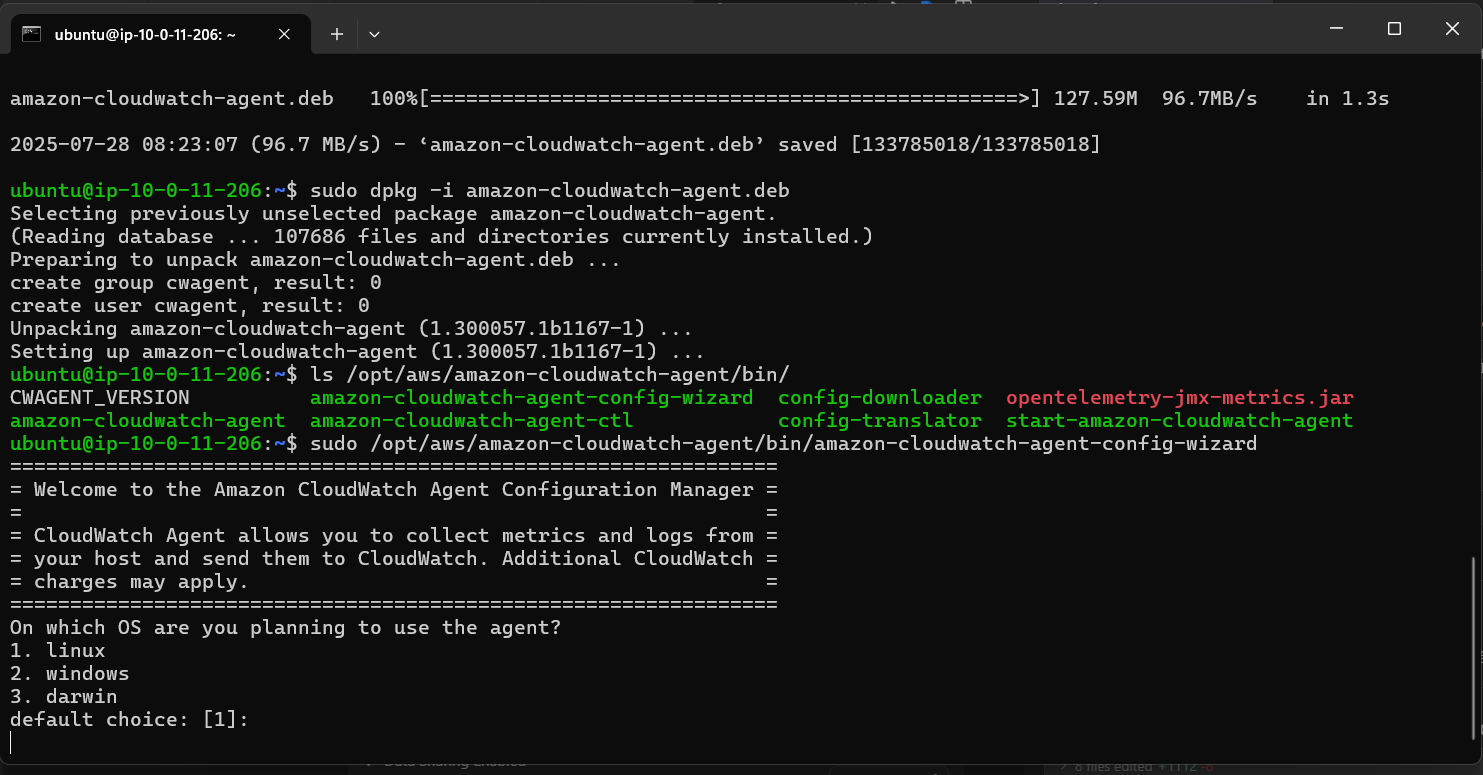 ubuntu@ip-10-0-11-206: ~
amazon-cloudwatch-agent.deb   100%[=================================================>] 127.59M  96.7MB/s    in 1.3s
2025-07-28 08:23:07 (96.7 MB/s) - ‘amazon-cloudwatch-agent.deb’ saved [133785018/133785018]
ubuntu@ip-10-0-11-206:~$ sudo dpkg -i amazon-cloudwatch-agent.deb
Selecting previously unselected package amazon-cloudwatch-agent.
(Reading database ... 107686 files and directories currently installed.)
Preparing to unpack amazon-cloudwatch-agent.deb ...
create group cwagent, result: 0
create user cwagent, result: 0
Unpacking amazon-cloudwatch-agent (1.300057.1b1167-1) ...
Setting up amazon-cloudwatch-agent (1.300057.1b1167-1) ...
ubuntu@ip-10-0-11-206:~$ ls /opt/aws/amazon-cloudwatch-agent/bin/
CWAGENT_VERSION          amazon-cloudwatch-agent-config-wizard  config-downloader  opentelemetry-jmx-metrics.jar
amazon-cloudwatch-agent  amazon-cloudwatch-agent-ctl            config-translator  start-amazon-cloudwatch-agent
ubuntu@ip-10-0-11-206:~$ sudo /opt/aws/amazon-cloudwatch-agent/bin/amazon-cloudwatch-agent-config-wizard
================================================================
= Welcome to the Amazon CloudWatch Agent Configuration Manager =
=                                                              =
= CloudWatch Agent allows you to collect metrics and logs from =
= your host and send them to CloudWatch. Additional CloudWatch =
= charges may apply.                                           =
================================================================
On which OS are you planning to use the agent?
1. linux
2. windows
3. darwin
default choice: [1]:
8 files edited +1112 -8